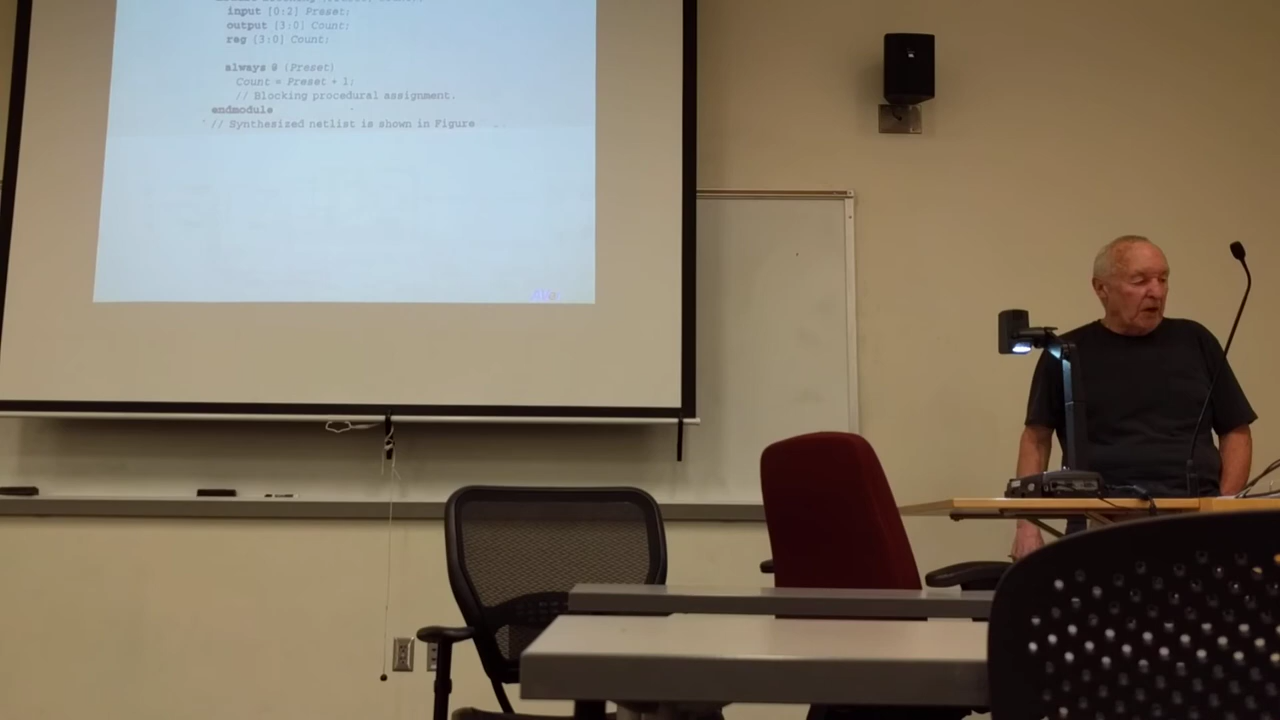 input [0:2] Preset;
output [3:0] Count;
reg [3:0] Count;
always @ (Preset)
Count = Preset + 1;
// Blocking procedural assignment.
endmodule
// Synthesized netlist is shown in Figure